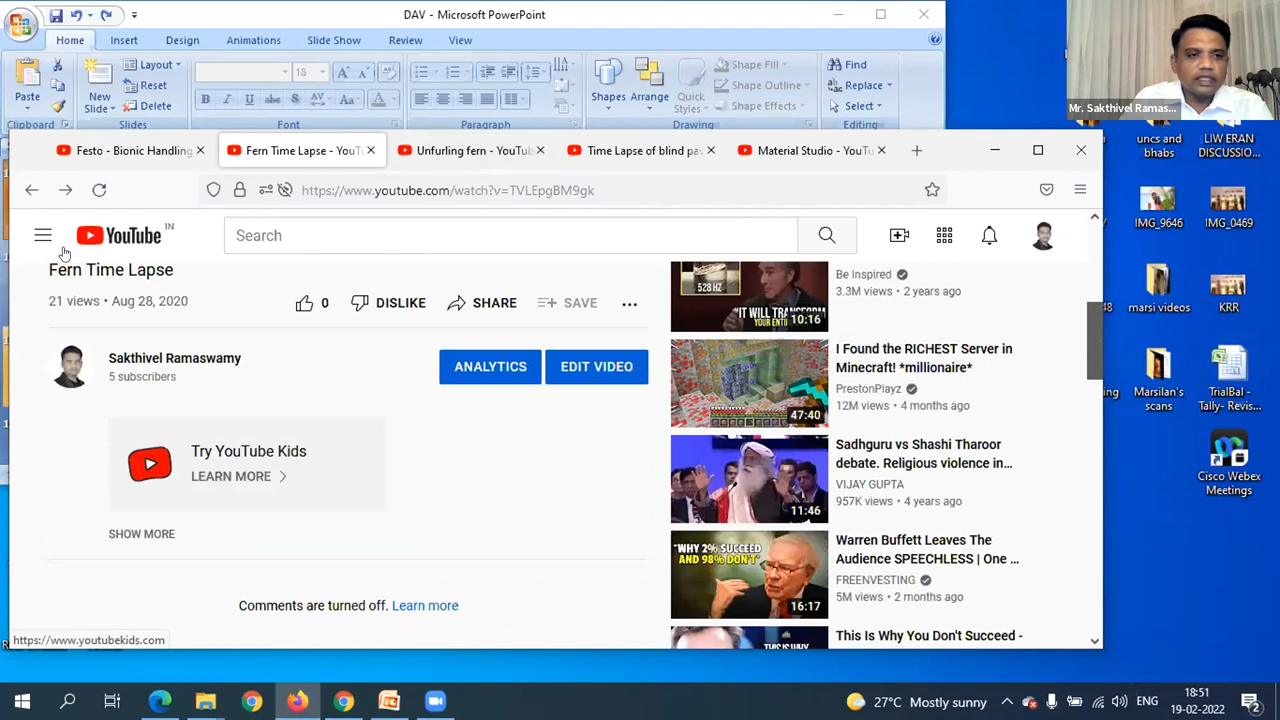 DAV - Microsoft PowerPoint
Home Insert Design Animations Slide Show Review View
Paste
Clipboard
New Slide
Layout
Reset
Delete
Slides
18
B I U S AV Aa A
Font
Paragraph
Shapes Arrange Quick Styles
Shape Fill
Shape Outline
Shape Effects
Drawing
Find
Replace
Select
Editing
Mr. Sakthivel Ramas...
Festo - Bionic Handling
Fern Time Lapse - YouT
Unfurling fern - YouTub
Time Lapse of blind pa
Material Studio - YouTu
https://www.youtube.com/watch?v=TVLEpgBM9gk
YouTube IN
Search
Fern Time Lapse
21 views • Aug 28, 2020
0 DISLIKE SHARE SAVE
Sakthivel Ramaswamy
5 subscribers
ANALYTICS
EDIT VIDEO
Try YouTube Kids
LEARN MORE
SHOW MORE
Comments are turned off. Learn more
https://www.youtubekids.com
528 HZ
"IT WILL TRANSFORM
YOUR ENTI
10:16
Be Inspired
3.3M views • 2 years ago
47:40
I Found the RICHEST Server in
Minecraft! *millionaire*
PrestonPlayz
12M views • 4 months ago
11:46
Sadhguru vs Shashi Tharoor
debate. Religious violence in...
VIJAY GUPTA
957K views • 4 years ago
"WHY 2% SUCCEED
AND 98% DON'T"
16:17
Warren Buffett Leaves The
Audience SPEECHLESS | One ...
FREENVESTING
5M views • 2 months ago
This Is Why You Don't Succeed -
uncs and
bhabs
LIW ERAN
DISCUSSIO...
IMG_9646
IMG_0469
marsi videos
KRR
Marsilan's
scans
TrialBal -
Tally- Revis...
Cisco Webex
Meetings
27°C Mostly sunny
ENG
18:51
19-02-2022
2